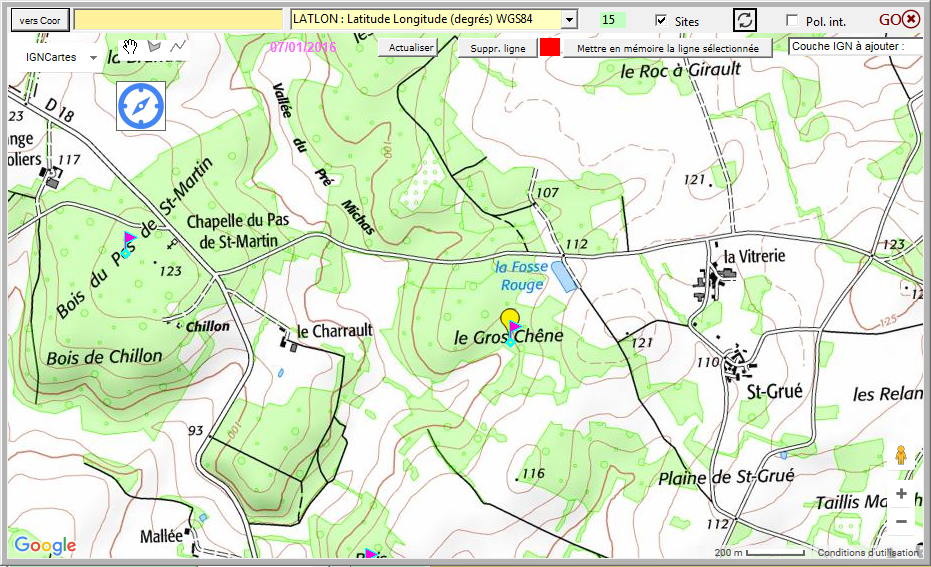 vers Coor
LATLON : Latitude Longitude (degrés) WGS84
15
Sites
Pol. int.
GO
IGNCartes
07/01/2016
Actualiser
Suppr. ligne
Mettre en mémoire la ligne sélectionnée
Couche IGN à ajouter :
le Roc à Girault
D 18
Vallée du Pré Michas
100
123
ange
oliers
117
Bois du Pas de St-Martin
Chapelle du Pas
de St-Martin
123
107
121
112
la Fosse
Rouge
la Vitrerie
123
12
125
Chillon
le Charrault
Bois de Chillon
le Gros Chêne
121
110
St-Grué
les Relan
93
100
116
Plaine de St-Grué
Taillis Ma
112
Mallée
Google
200 m
Conditions d'utilisation